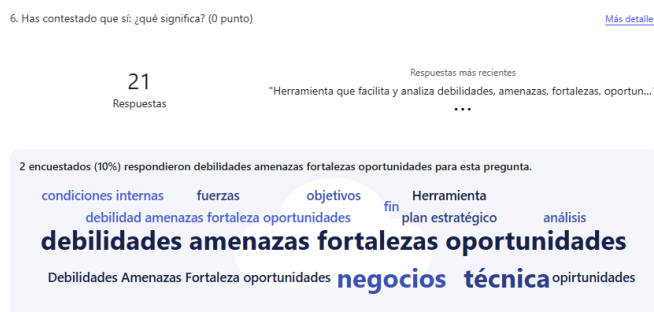 6. Has contestado que sí: ¿qué significa? (0 punto)
Más detalle
21
Respuestas
Respuestas más recientes
"Herramienta que facilita y analiza debilidades, amenazas, fortalezas, oportun..."
...
2 encuestados (10%) respondieron debilidades amenazas fortalezas oportunidades para esta pregunta.
condiciones internas fuerzas objetivos fin Herramienta
debilidad amenazas fortaleza oportunidades plan estratégico análisis
debilidades amenazas fortalezas oportunidades
Debilidades Amenazas Fortaleza oportunidades negocios técnica opirtunidades